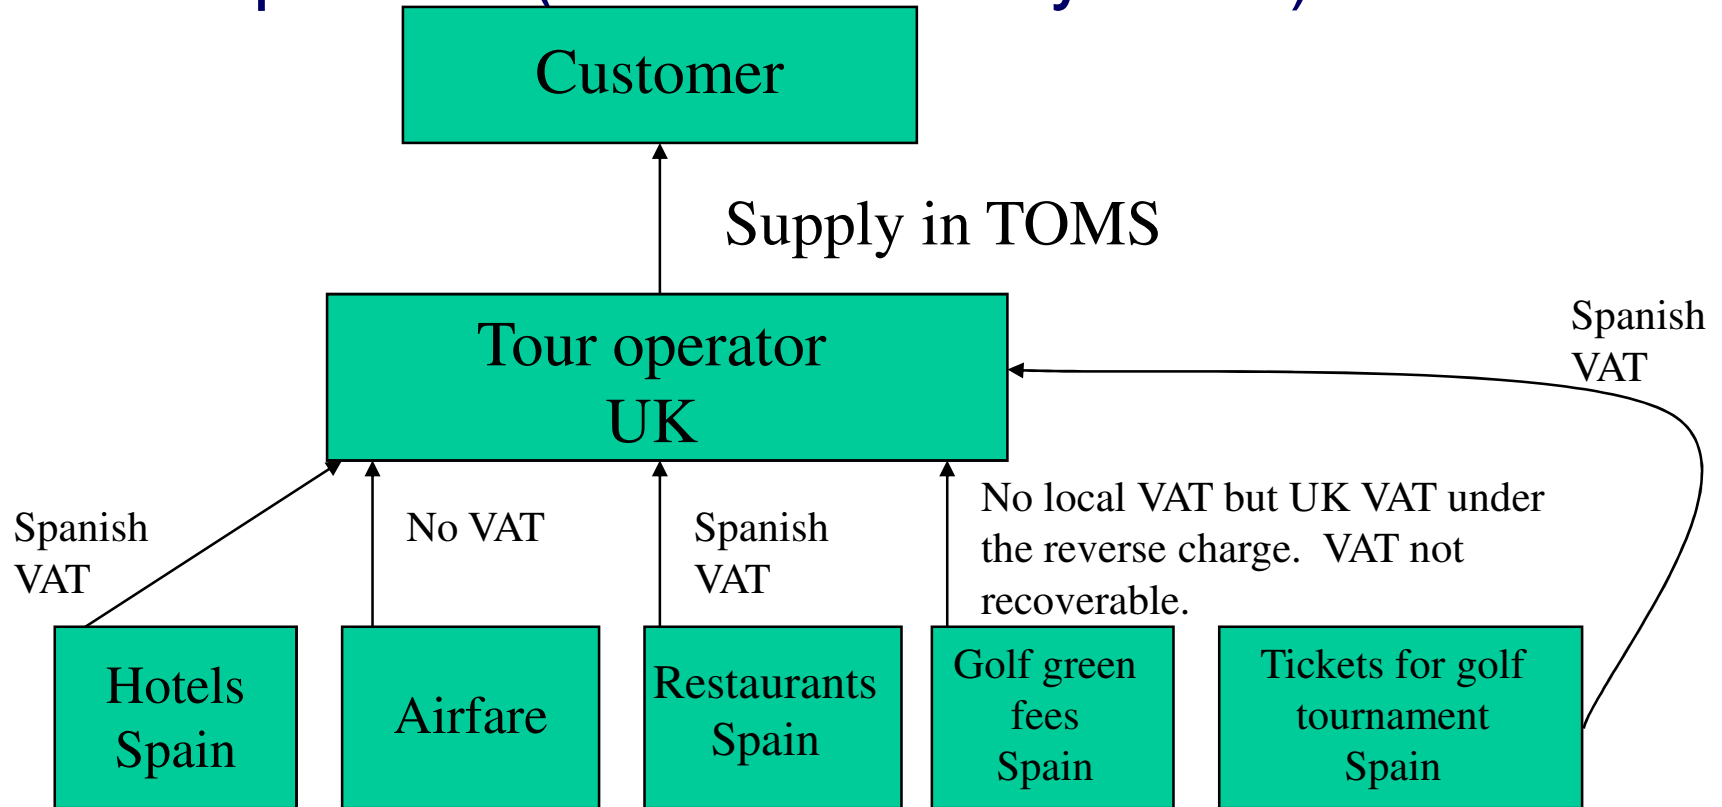 Customer
Supply in TOMS
Tour operator
UK
Spanish
VAT
Spanish
VAT
No VAT
Spanish
VAT
No local VAT but UK VAT under
the reverse charge.  VAT not
recoverable.
Hotels
Spain
Airfare
Restaurants
Spain
Golf green
fees
Spain
Tickets for golf
tournament
Spain